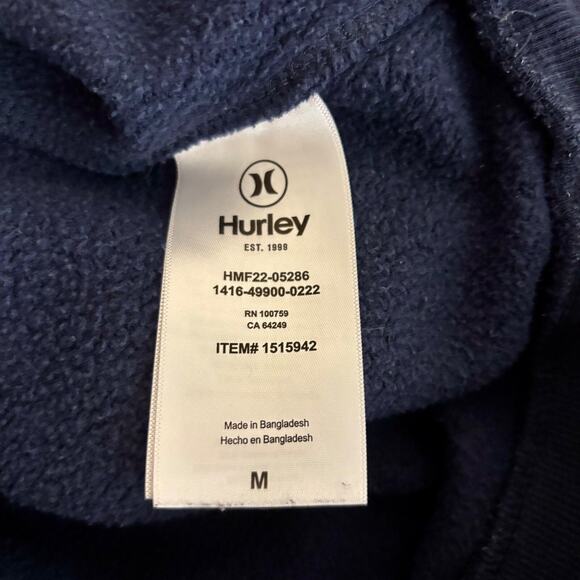 Hurley
EST. 1999
HMF22-05286
1416-49900-0222
RN 100759
CA 64249
ITEM# 1515942
Made in Bangladesh
Hecho en Bangladesh
M